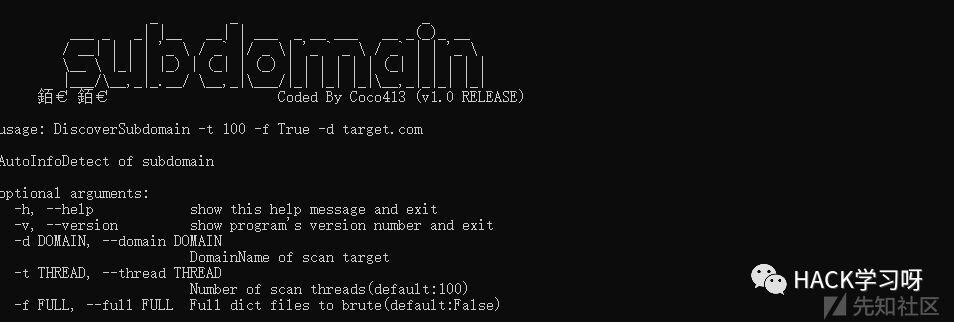 subdomain
銆€ 銆€ Coded By Coco413 (v1.0 RELEASE)
usage: DiscoverSubdomain -t 100 -f True -d target.com
AutoInfoDetect of subdomain
optional arguments:
-h, --help show this help message and exit
-v, --version show program's version number and exit
-d DOMAIN, --domain DOMAIN
DomainName of scan target
-t THREAD, --thread THREAD
Number of scan threads(default:100)
-f FULL, --full FULL Full dict files to brute(default:False)
HACK学习呀
先知社区